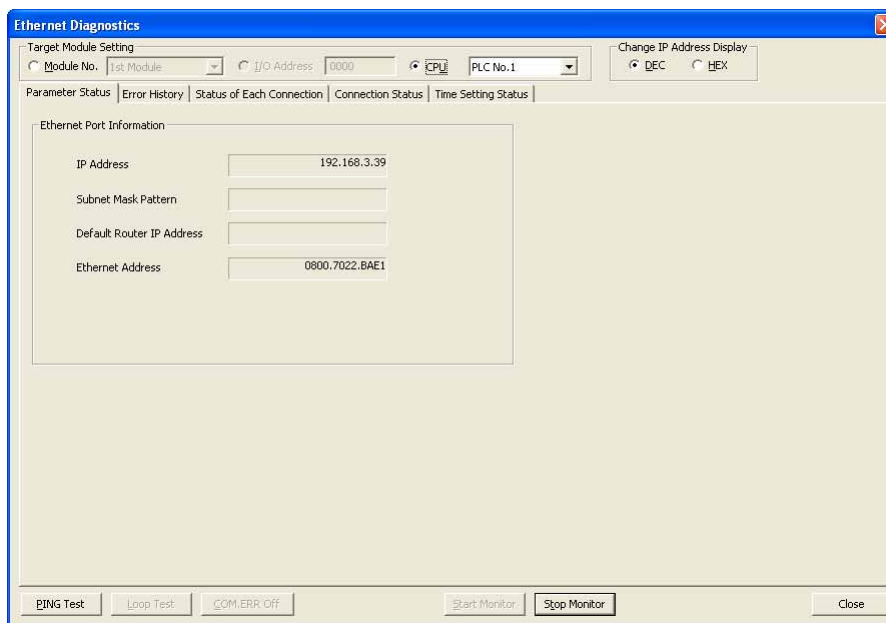 Ethernet Diagnostics
Target Module Setting
Module No. 1st Module I/O Address 0000 CPU PLC No.1
Change IP Address Display
DEC HEX
Parameter Status Error History Status of Each Connection Connection Status Time Setting Status
Ethernet Port Information
IP Address 192.168.3.39
Subnet Mask Pattern
Default Router IP Address
Ethernet Address 0800.7022.BAE1
PING Test Loop Test COM.ERR Off Start Monitor Stop Monitor Close